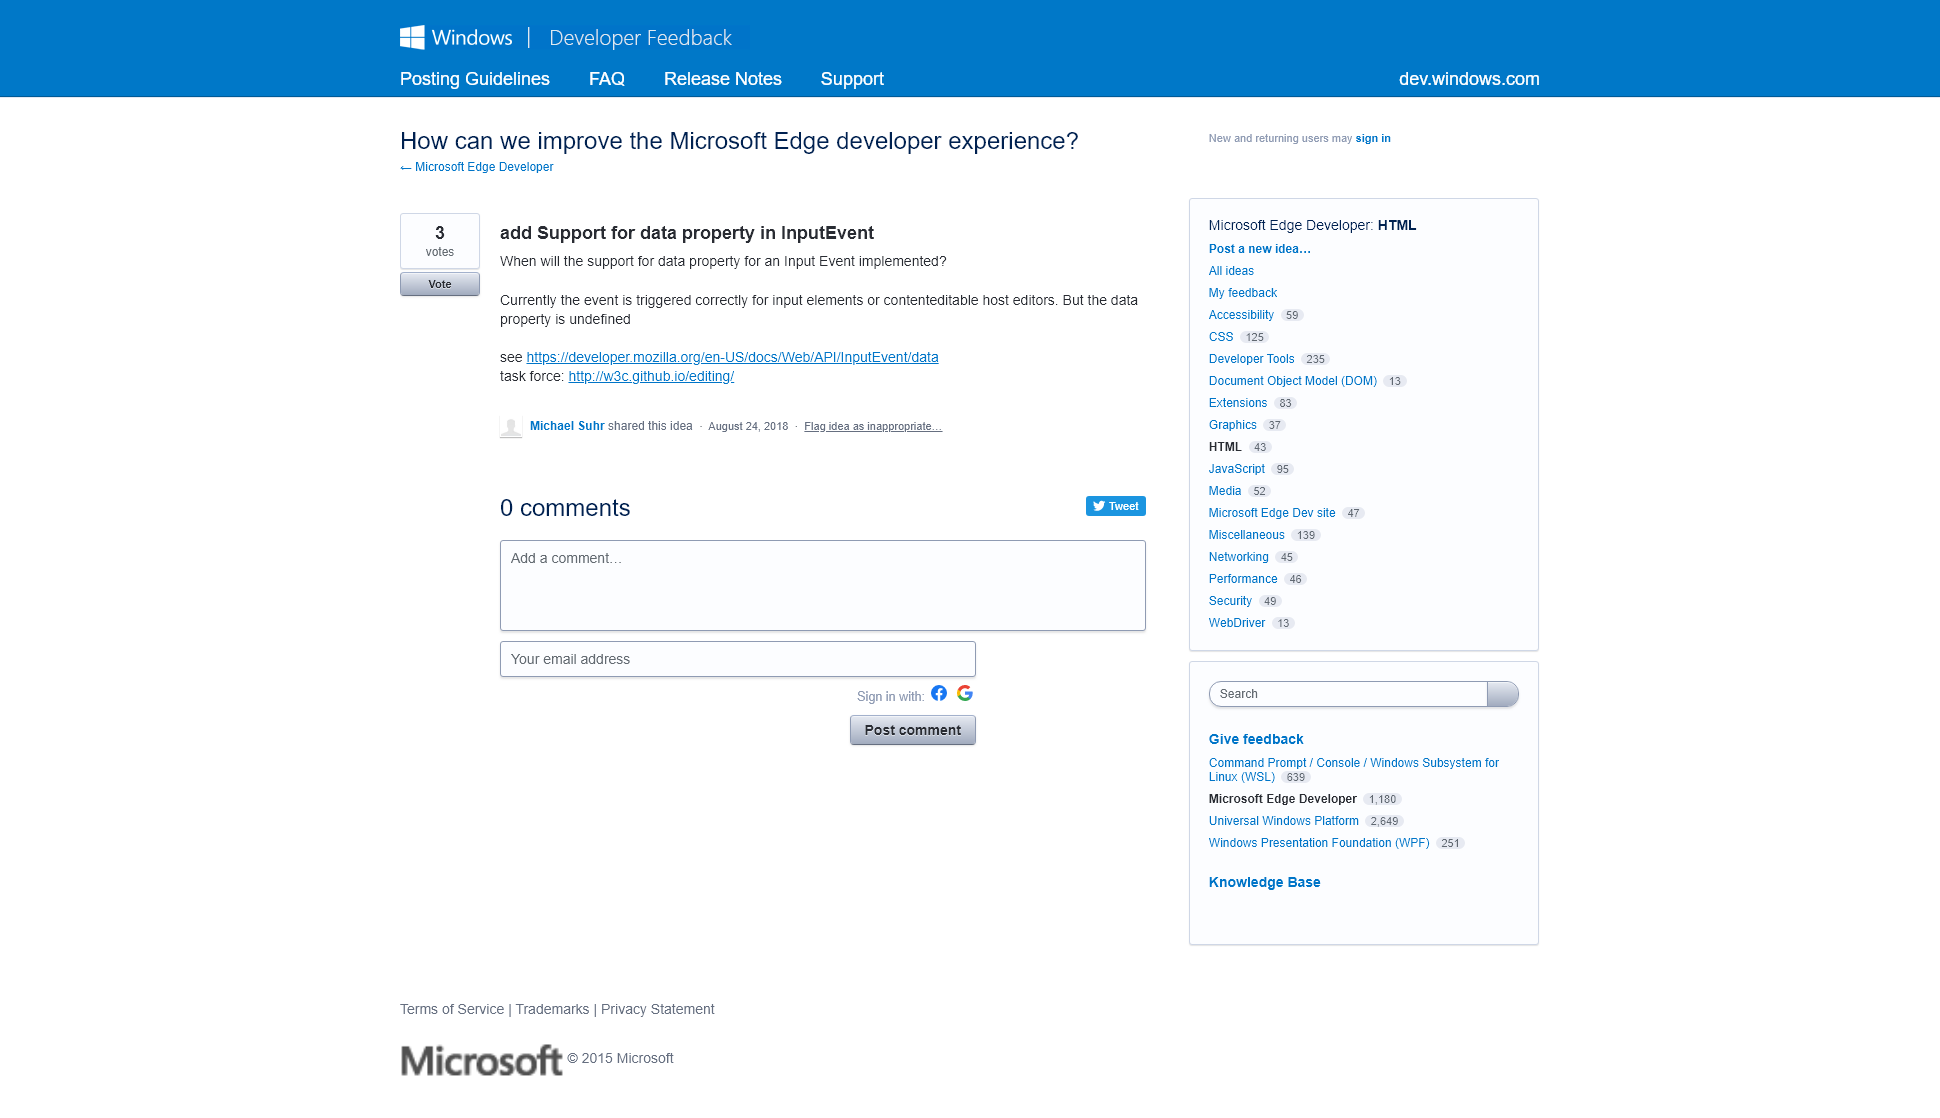 Windows | Developer Feedback
Posting Guidelines FAQ Release Notes Support dev.windows.com
How can we improve the Microsoft Edge developer experience?
← Microsoft Edge Developer
New and returning users may sign in
3
votes
Vote
add Support for data property in InputEvent
When will the support for data property for an Input Event implemented?
Currently the event is triggered correctly for input elements or contenteditable host editors. But the data
property is undefined
see https://developer.mozilla.org/en-US/docs/Web/API/InputEvent/data
task force: http://w3c.github.io/editing/
Michael Suhr shared this idea · August 24, 2018 · Flag idea as inappropriate…
0 comments
Tweet
Add a comment…
Your email address
Sign in with:
Post comment
Microsoft Edge Developer: HTML
Post a new idea…
All ideas
My feedback
Accessibility 59
CSS 125
Developer Tools 235
Document Object Model (DOM) 13
Extensions 83
Graphics 37
HTML 43
JavaScript 95
Media 52
Microsoft Edge Dev site 47
Miscellaneous 139
Networking 45
Performance 46
Security 49
WebDriver 13
Search
Give feedback
Command Prompt / Console / Windows Subsystem for
Linux (WSL) 639
Microsoft Edge Developer 1,180
Universal Windows Platform 2,649
Windows Presentation Foundation (WPF) 251
Knowledge Base
Terms of Service | Trademarks | Privacy Statement
Microsoft © 2015 Microsoft